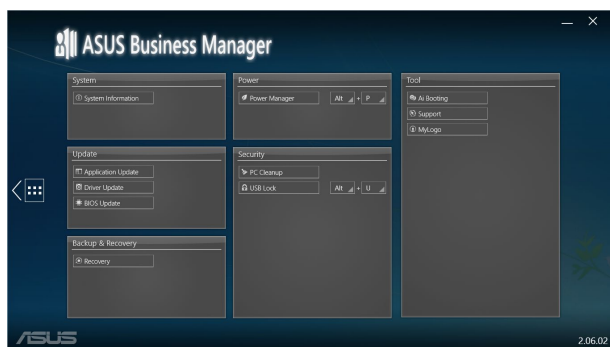 ASUS Business Manager
System
System Information
Power
Power Manager Alt + P
Tool
Ai Booting
Support
MyLogo
Update
Application Update
Driver Update
BIOS Update
Security
PC Cleanup
USB Lock Alt + U
Backup & Recovery
Recovery
ASUS
2.06.02